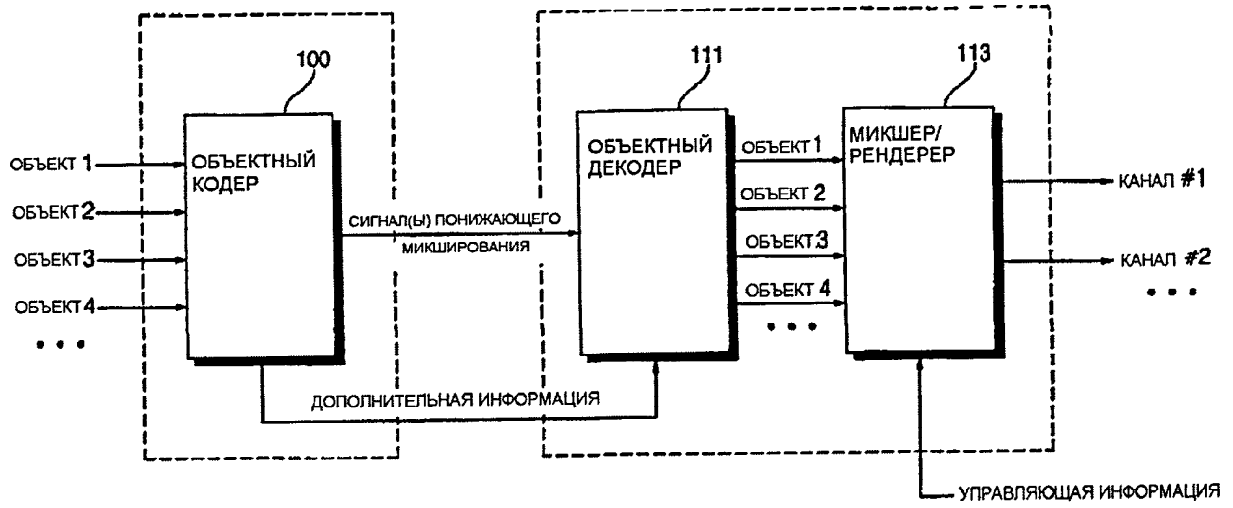 100
111
113
ОБЪЕКТНЫЙ
КОДЕР
ОБЪЕКТ 1
ОБЪЕКТ 2
ОБЪЕКТ 3
ОБЪЕКТ 4
• • •
СИГНАЛ(Ы) ПОНИЖАЮЩЕГО
МИКШИРОВАНИЯ
ДОПОЛНИТЕЛЬНАЯ ИНФОРМАЦИЯ
ОБЪЕКТНЫЙ
ДЕКОДЕР
ОБЪЕКТ 1
ОБЪЕКТ 2
ОБЪЕКТ 3
ОБЪЕКТ 4
• • •
МИКШЕР/
РЕНДЕРЕР
КАНАЛ #1
КАНАЛ #2
• • •
УПРАВЛЯЮЩАЯ ИНФОРМАЦИЯ